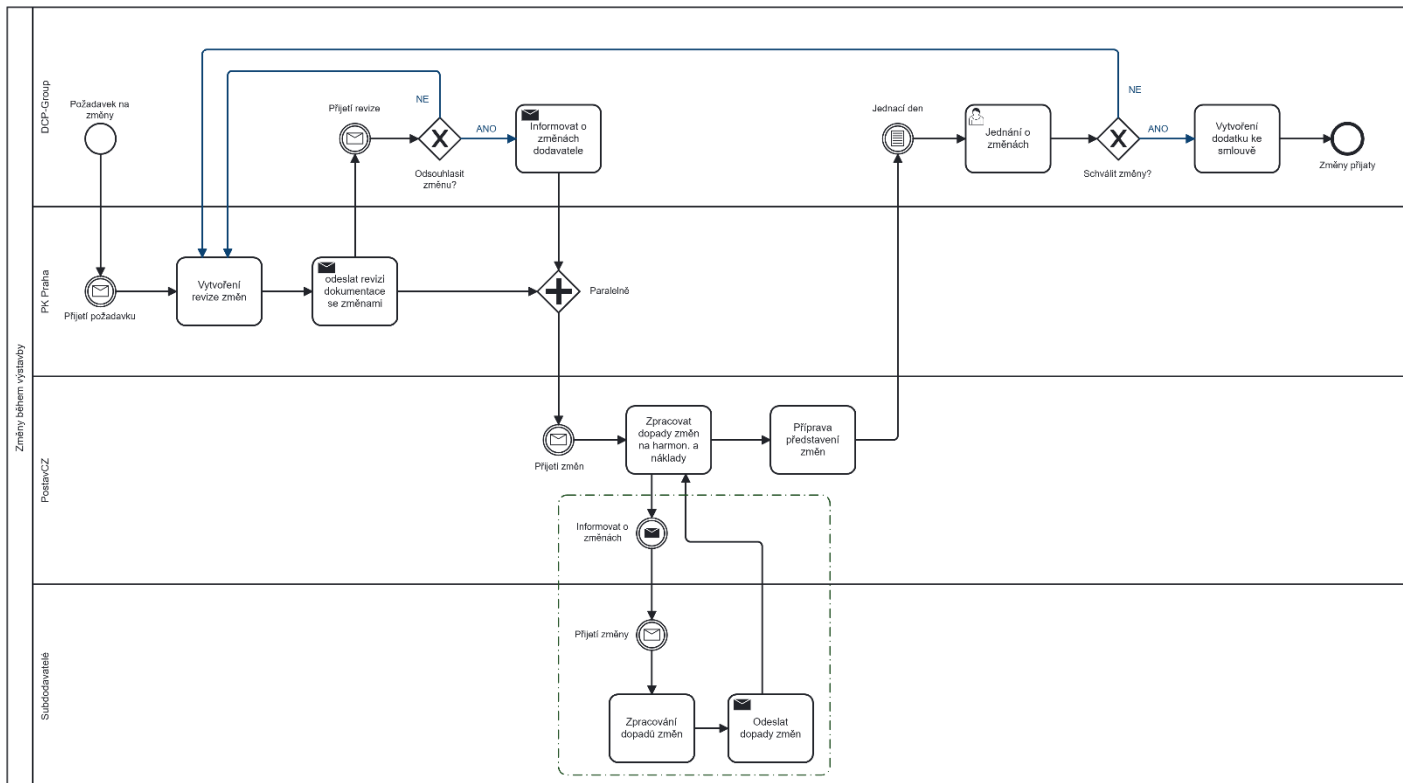 Změny během výstavby
DCP-Group
Požadavek na
změny
Přijetí revize
NE
Odsouhlasit
změnu?
ANO
Informovat o
změnách
dodavatele
Jednací den
Jednání o
změnách
NE
Schválit změny?
ANO
Vytvoření
dodatku ke
smlouvě
Změny přijaty
PK Praha
Přijetí požadavku
Vytvoření
revize změn
odeslat revizi
dokumentace
se změnami
Paralelně
PostavCZ
Přijetí změn
Zpracovat
dopady změn
na harmon. a
náklady
Příprava
představení
změn
Informovat o
změnách
Subdodavatelé
Přijetí změny
Zpracování
dopadů změn
Odeslat
dopady změn